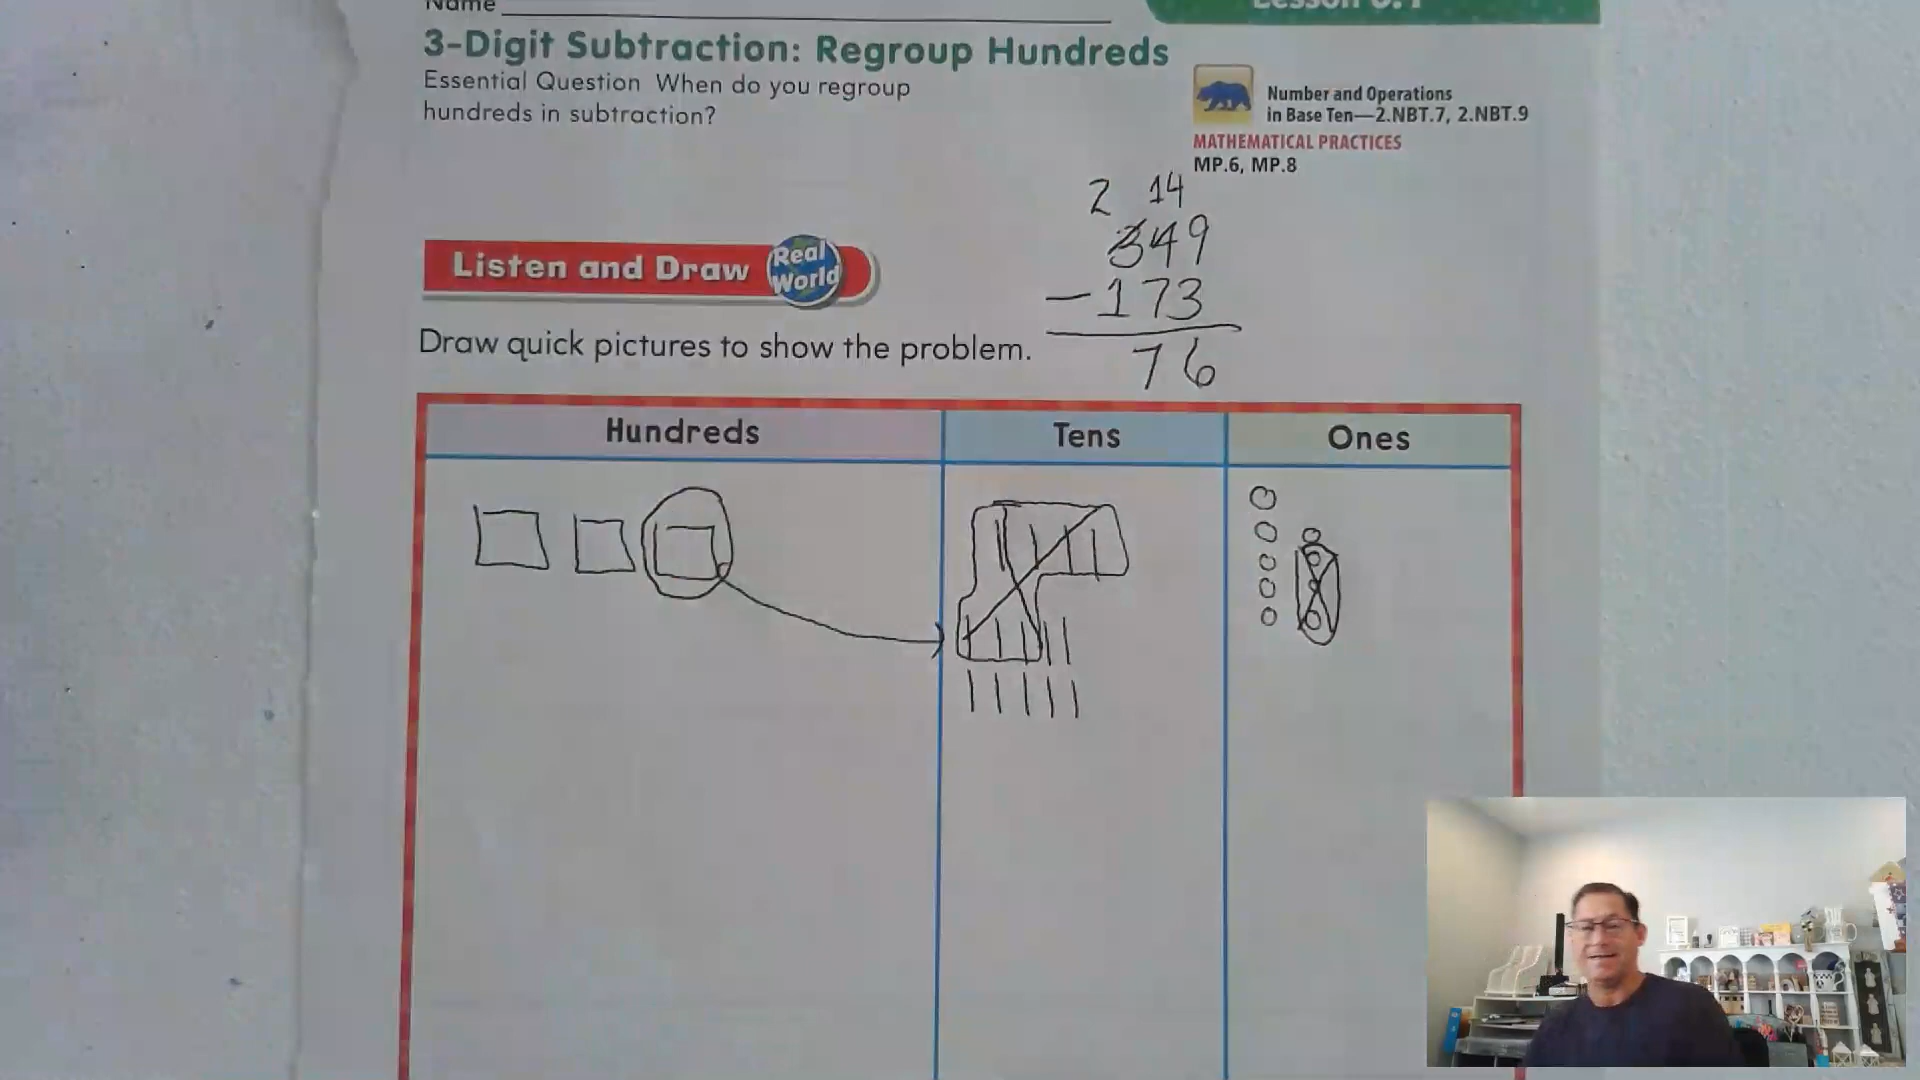 Name
3-Digit Subtraction: Regroup Hundreds
Essential Question When do you regroup
hundreds in subtraction?
Number and Operations
in Base Ten—2.NBT.7, 2.NBT.9
MATHEMATICAL PRACTICES
MP.6, MP.8
2 14
349
-173
76
Listen and Draw Real World
Draw quick pictures to show the problem.
Hundreds Tens Ones